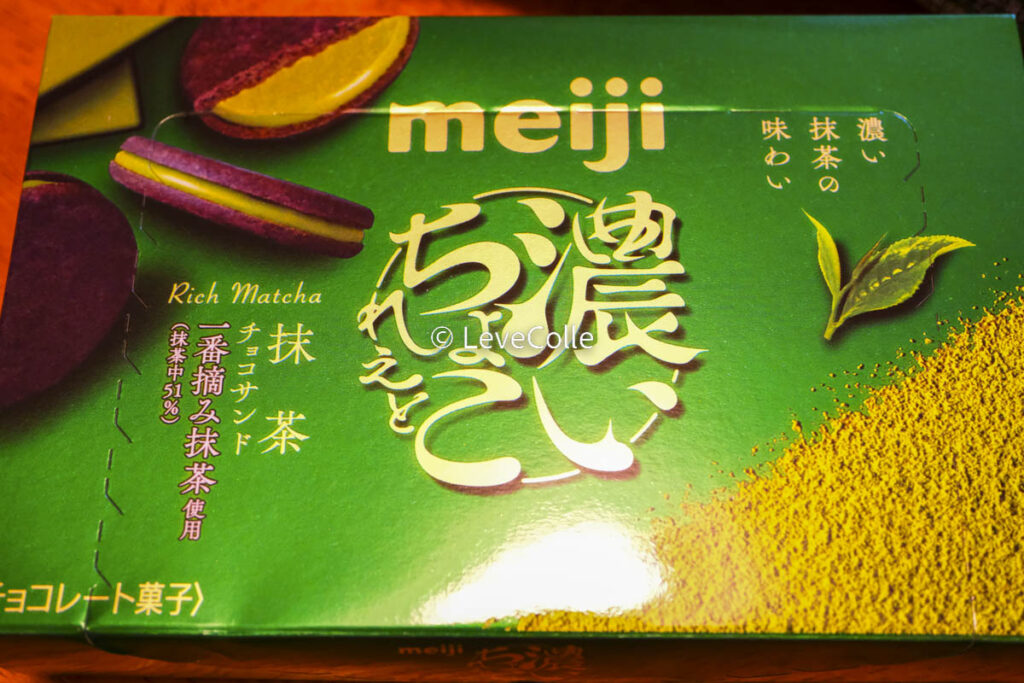 meiji
濃い
抹茶の
味わい
濃い
ちょこ
れえと
© LeveColle
Rich Matcha
抹茶
チョコサンド
一番摘み抹茶使用
(抹茶中51%)
チョコレート菓子〉
meiji